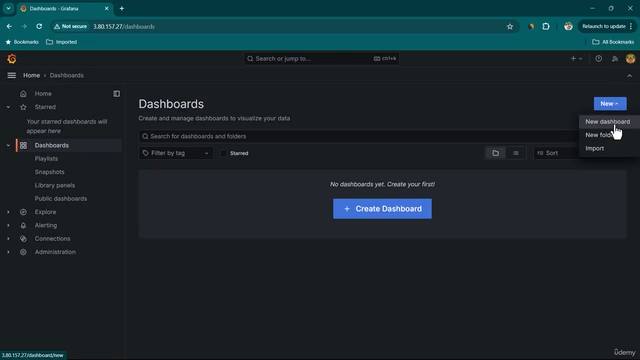 Dashboards - Grafana
Relaunch to update
Not secure 3.80.157.27/dashboards
Bookmarks
Imported
All Bookmarks
Search or jump to...
ctrl+k
Home > Dashboards
Home
Starred
Your starred dashboards will
appear here
Dashboards
Playlists
Snapshots
Library panels
Public dashboards
Explore
Alerting
Connections
Administration
Dashboards
Create and manage dashboards to visualize your data
New
New dashboard
New
Import
Search for dashboards and folders
Filter by tag
Starred
Sort
No dashboards yet. Create your first!
+ Create Dashboard
3.80.157.27/dashboard/new
ûdemy